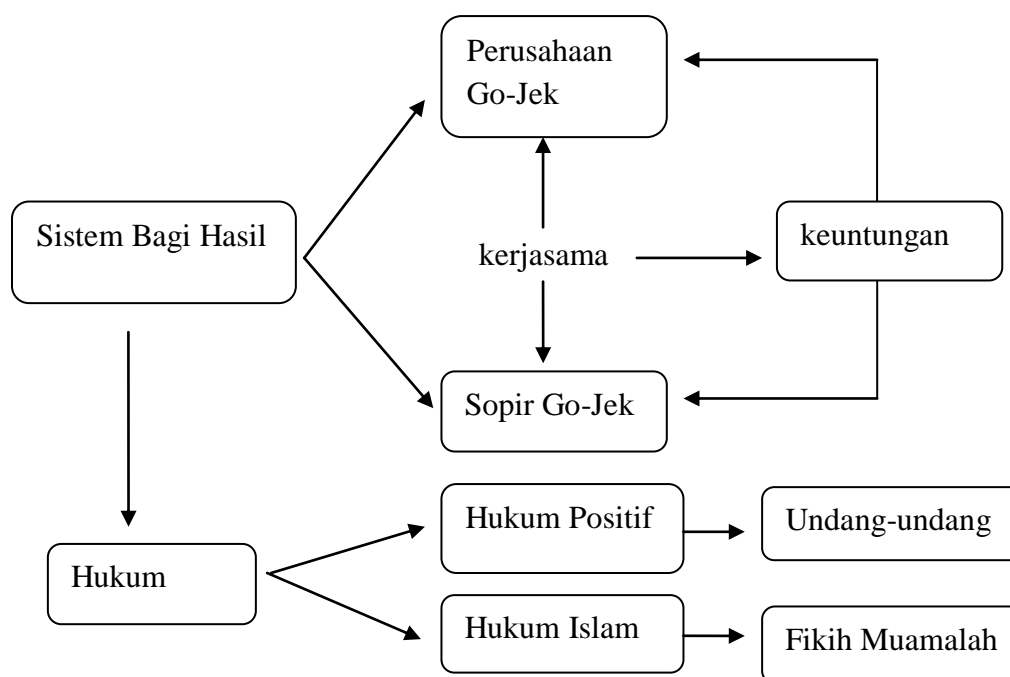 Perusahaan
Go-Jek
Sistem Bagi Hasil
kerjasama
keuntungan
Sopir Go-Jek
Hukum Positif
Undang-undang
Hukum
Hukum Islam
Fikih Muamalah